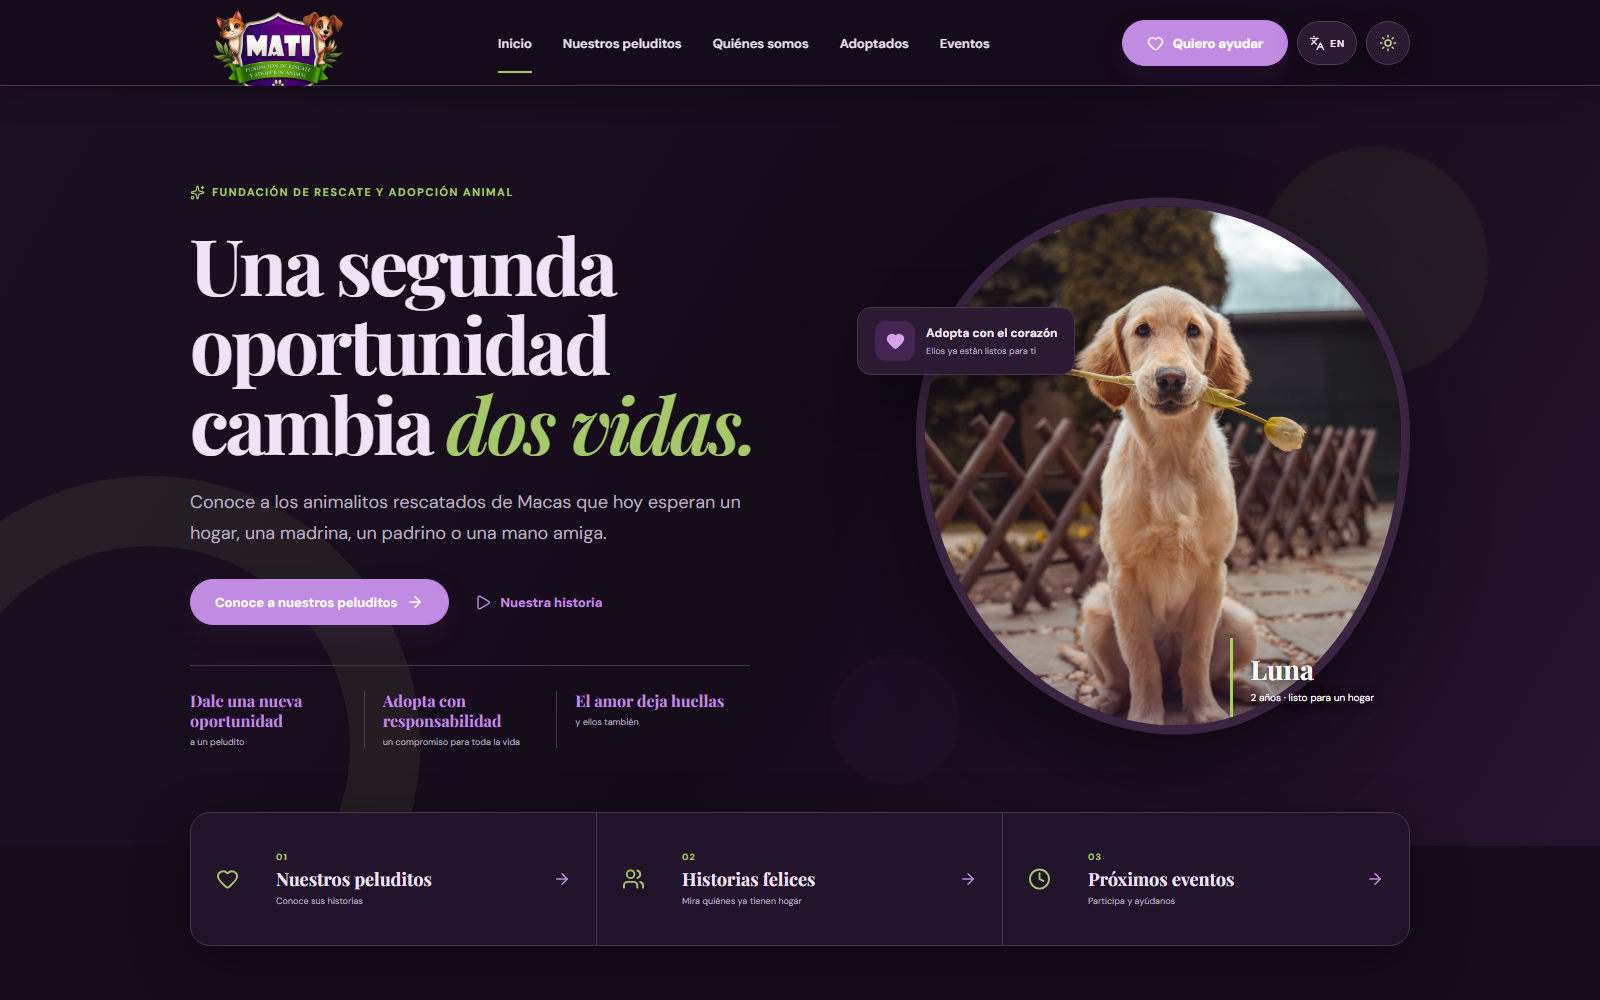 MATI
FUNDACIÓN DE RESCATE
Y ADOPCIÓN ANIMAL
Inicio
Nuestros peluditos
Quiénes somos
Adoptados
Eventos
Quiero ayudar
EN
FUNDACIÓN DE RESCATE Y ADOPCIÓN ANIMAL
Una segunda
oportunidad
cambia dos vidas.
Conoce a los animalitos rescatados de Macas que hoy esperan un
hogar, una madrina, un padrino o una mano amiga.
Conoce a nuestros peluditos
Nuestra historia
Dale una nueva
oportunidad
a un peludito
Adopta con
responsabilidad
un compromiso para toda la vida
El amor deja huellas
y ellos también
Adopta con el corazón
Ellos ya están listos para ti
Luna
2 años · listo para un hogar
01
Nuestros peluditos
Conoce sus historias
02
Historias felices
Mira quiénes ya tienen hogar
03
Próximos eventos
Participa y ayúdanos